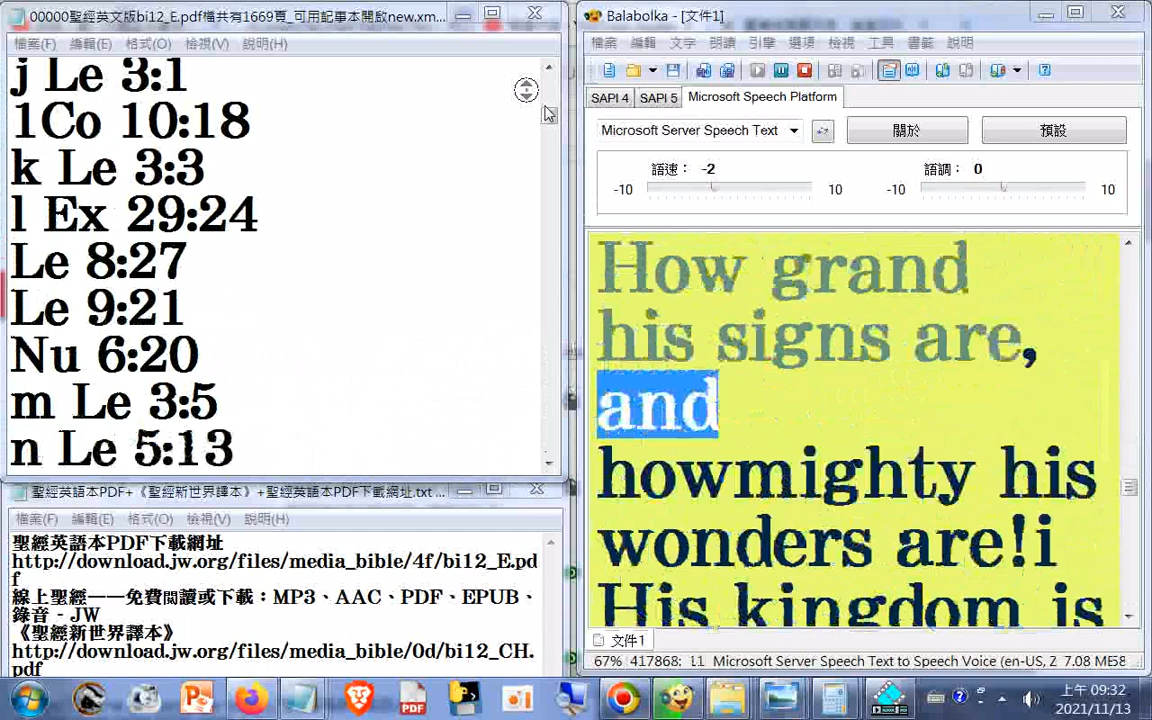 00000聖經英文版bi12_E.pdf檔共有1669頁_可用記事本開啟new.xm...
檔案(F) 編輯(E) 格式(O) 檢視(V) 說明(H)
j Le 3:1
1Co 10:18
k Le 3:3
l Ex 29:24
Le 8:27
Le 9:21
Nu 6:20
m Le 3:5
n Le 5:13
聖經英語本PDF+《聖經新世界譯本》+聖經英語本PDF下載網址.txt ...
檔案(F) 編輯(E) 格式(O) 檢視(V) 說明(H)
聖經英語本PDF下載網址
http://download.jw.org/files/media_bible/4f/bi12_E.pd
f
線上聖經——免費閱讀或下載：MP3、AAC、PDF、EPUB、
錄音 - JW
《聖經新世界譯本》
http://download.jw.org/files/media_bible/0d/bi12_CH.
pdf
Balabolka - [文件1]
檔案 編輯 文字 朗讀 引擎 選項 檢視 工具 書籤 說明
SAPI 4 SAPI 5 Microsoft Speech Platform
Microsoft Server Speech Text 關於 預設
語速： -2 語調： 0
-10 10 -10 10
How grand
his signs are,
and
howmighty his
wonders are!i
His kingdom is
文件1
67% 417868: 11 Microsoft Server Speech Text to Speech Voice (en-US, Z 7.08 MB
上午 09:32
2021/11/13